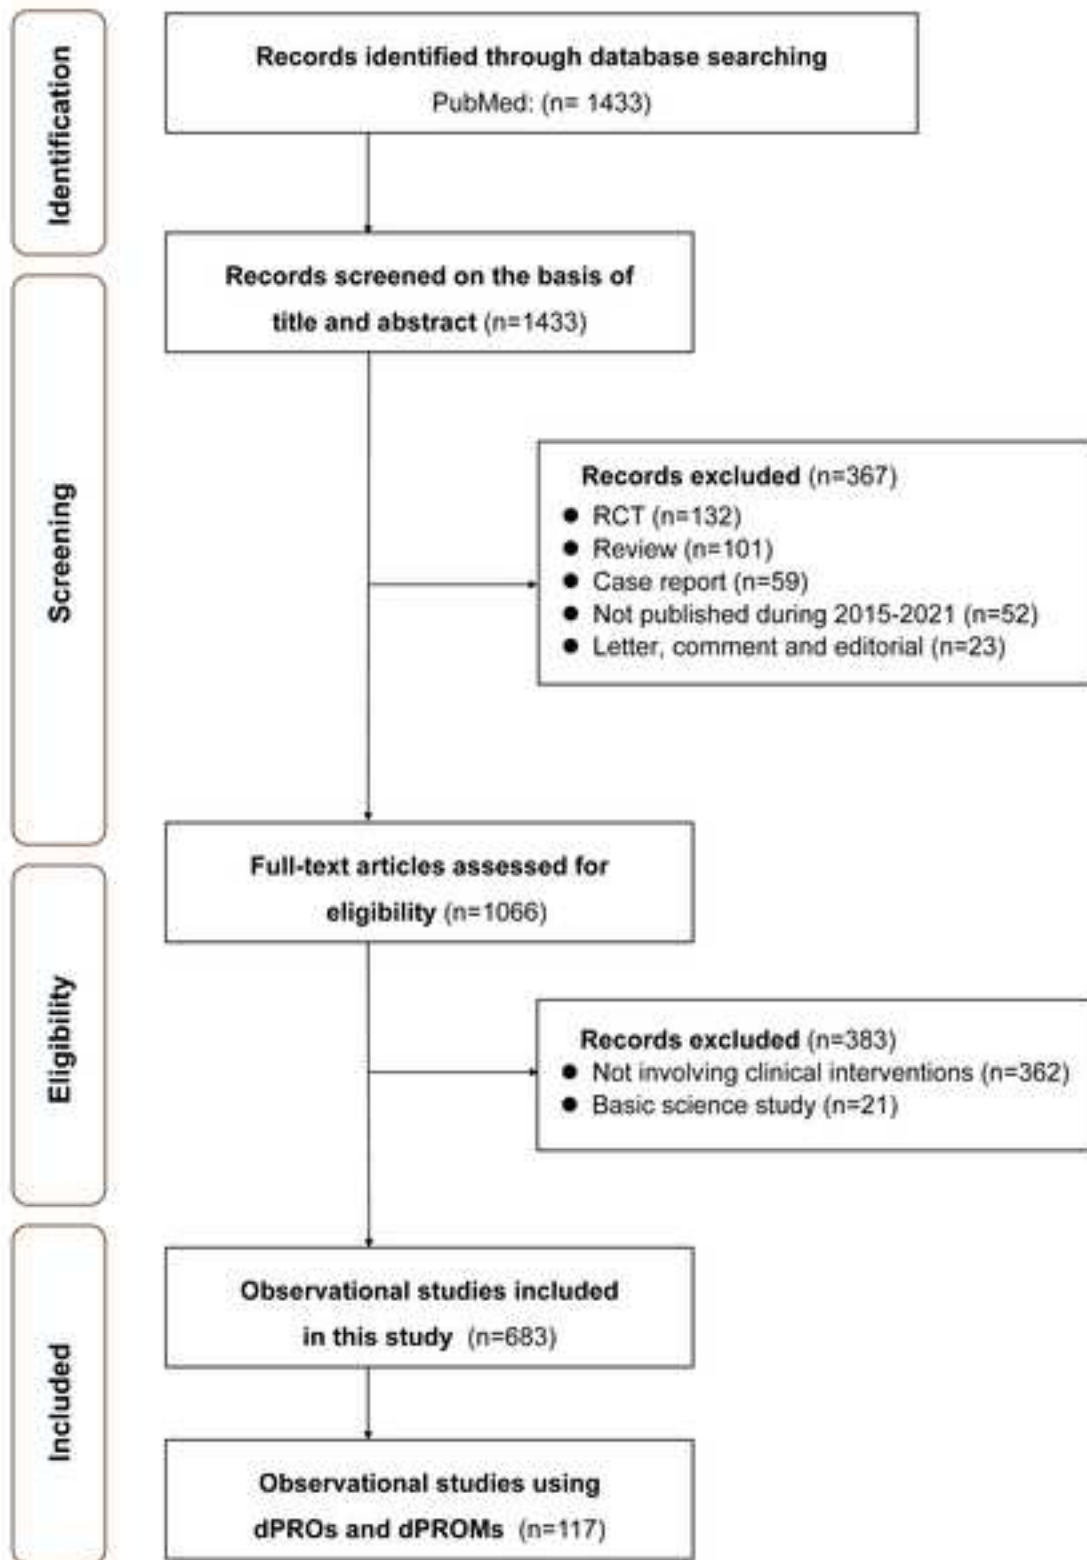 Identification
Records identified through database searching
PubMed: (n= 1433)
Screening
Records screened on the basis of
title and abstract (n=1433)
Records excluded (n=367)
● RCT (n=132)
● Review (n=101)
● Case report (n=59)
● Not published during 2015-2021 (n=52)
● Letter, comment and editorial (n=23)
Eligibility
Full-text articles assessed for
eligibility (n=1066)
Records excluded (n=383)
● Not involving clinical interventions (n=362)
● Basic science study (n=21)
Included
Observational studies included
in this study (n=683)
Observational studies using
dPROs and dPROMs (n=117)